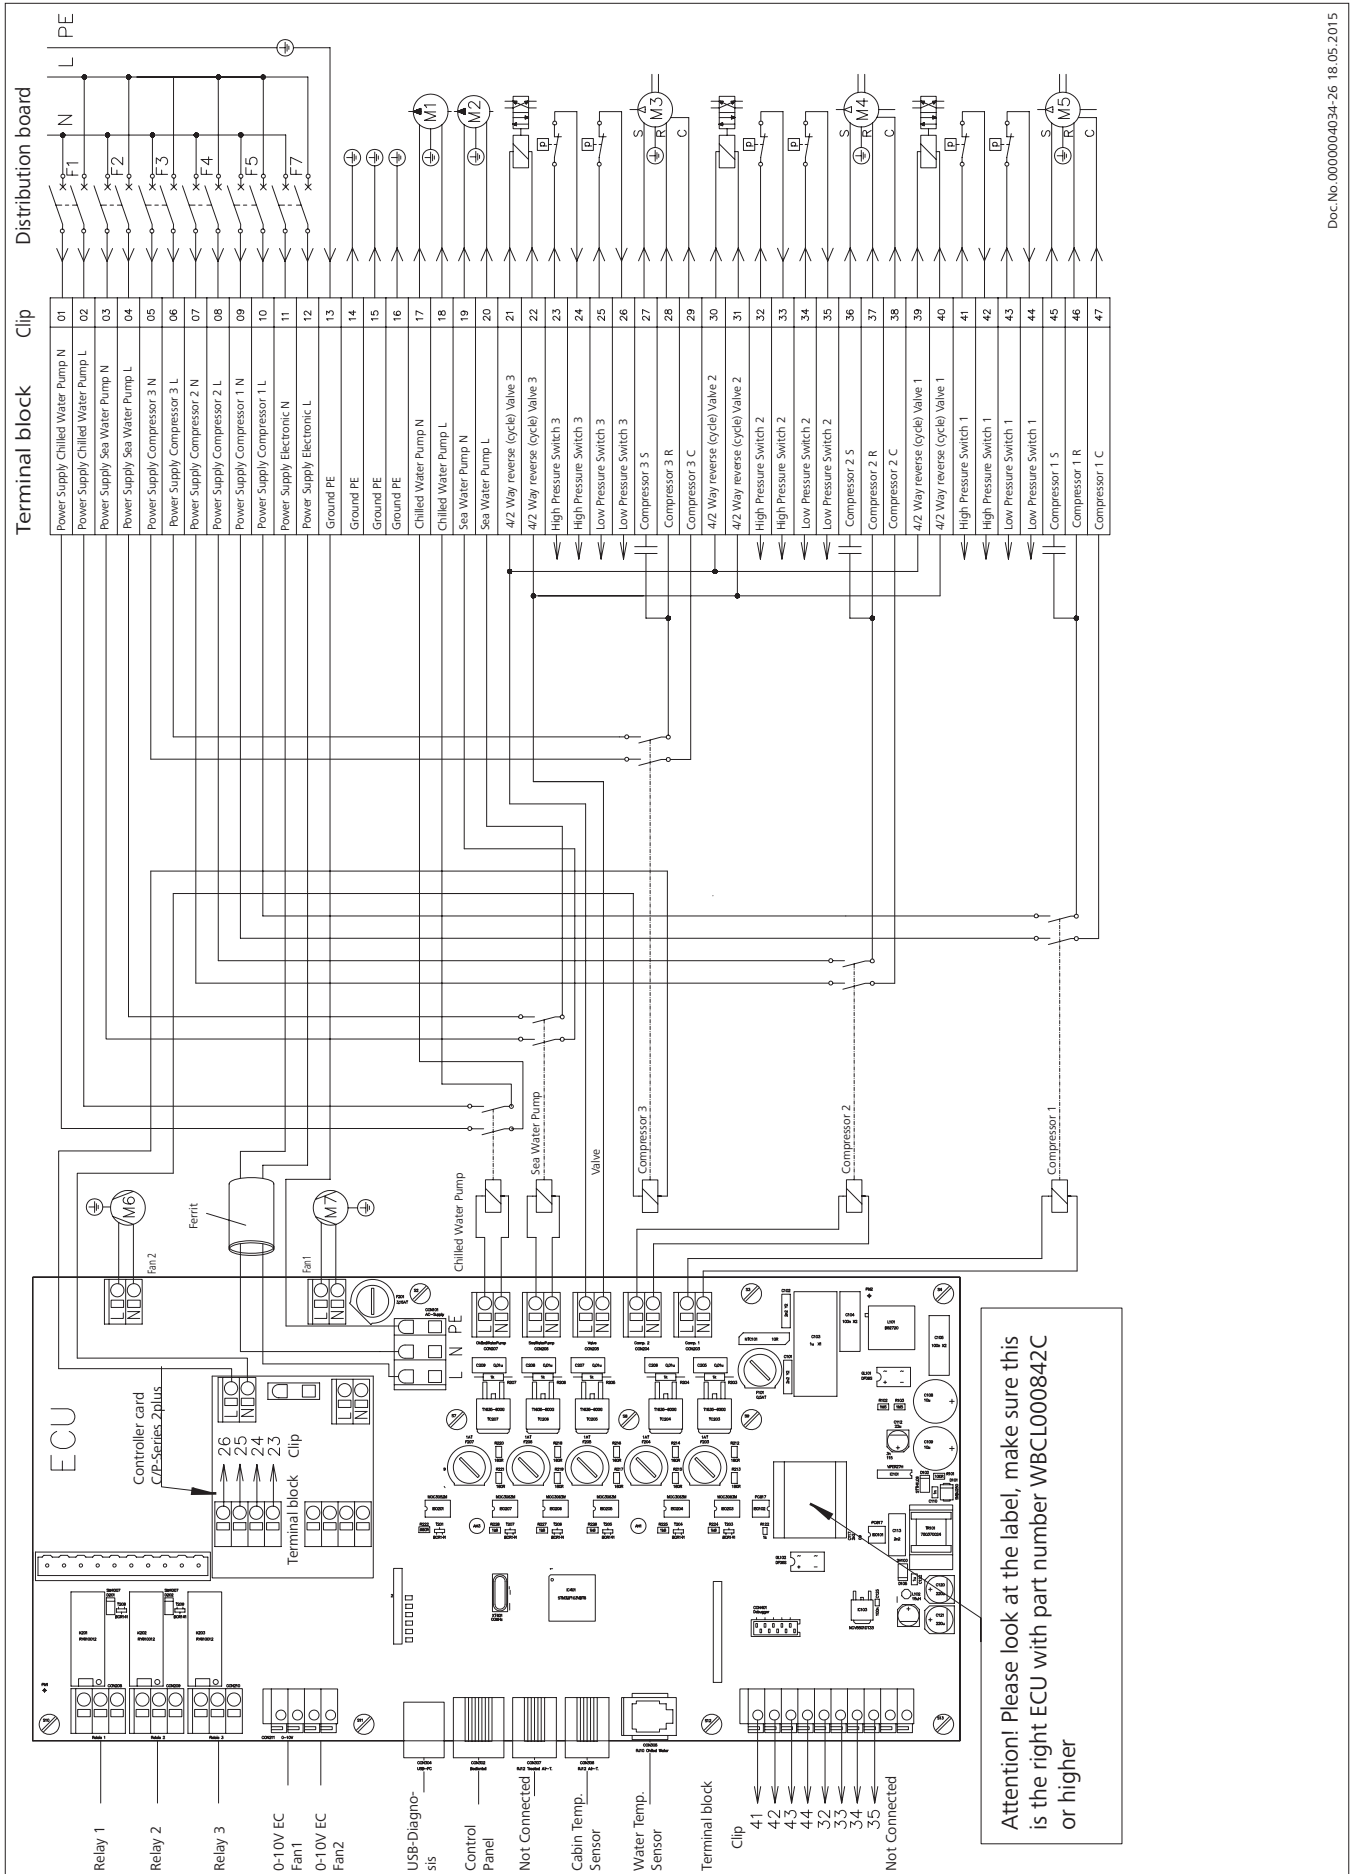 Distribution board
Clip
Terminal block
N
L
PE
F1
F2
F3
F4
F5
F7
Power Supply Chilled Water Pump N 01
Power Supply Chilled Water Pump L 02
Power Supply Sea Water Pump N 03
Power Supply Sea Water Pump L 04
Power Supply Compressor 3 N 05
Power Supply Compressor 3 L 06
Power Supply Compressor 2 N 07
Power Supply Compressor 2 L 08
Power Supply Compressor 1 N 09
Power Supply Compressor 1 L 10
Power Supply Electronic N 11
Power Supply Electronic L 12
Ground PE 13
Ground PE 14
Ground PE 15
Ground PE 16
Chilled Water Pump N 17
Chilled Water Pump L 18
Sea Water Pump N 19
Sea Water Pump L 20
4/2 Way reverse (cycle) Valve 3 21
4/2 Way reverse (cycle) Valve 3 22
High Pressure Switch 3 23
High Pressure Switch 3 24
Low Pressure Switch 3 25
Low Pressure Switch 3 26
Compressor 3 S 27
Compressor 3 R 28
Compressor 3 C 29
4/2 Way reverse (cycle) Valve 2 30
4/2 Way reverse (cycle) Valve 2 31
High Pressure Switch 2 32
High Pressure Switch 2 33
Low Pressure Switch 2 34
Low Pressure Switch 2 35
Compressor 2 S 36
Compressor 2 R 37
Compressor 2 C 38
4/2 Way reverse (cycle) Valve 1 39
4/2 Way reverse (cycle) Valve 1 40
High Pressure Switch 1 41
High Pressure Switch 1 42
Low Pressure Switch 1 43
Low Pressure Switch 1 44
Compressor 1 S 45
Compressor 1 R 46
Compressor 1 C 47
M1
M2
P
P
S
M3
R
C
P
P
S
M4
R
C
P
P
S
M5
R
C
Doc.No.0000004034-26 18.05.2015
M6
Fan 2
Ferrit
M7
Fan1
Chilled Water Pump
Sea Water Pump
Valve
Compressor 3
Compressor 2
Compressor 1
ECU
Controller card
C/P-Series 2plus
26
25
24
23
Clip
Terminal block
L
N
L
N
L
N
L
N
PE
L
N
L
N
L
N
L
N
L
N
Relay 1
Relay 2
Relay 3
0-10V EC
Fan1
0-10V EC
Fan2
USB-Diagno-
sis
Control
Panel
Not Connected
Cabin Temp.
Sensor
Water Temp.
Sensor
Terminal block
Clip
41
42
43
44
32
33
34
35
Not Connected
Attention! Please look at the label, make sure this
is the right ECU with part number WBCL000842C
or higher